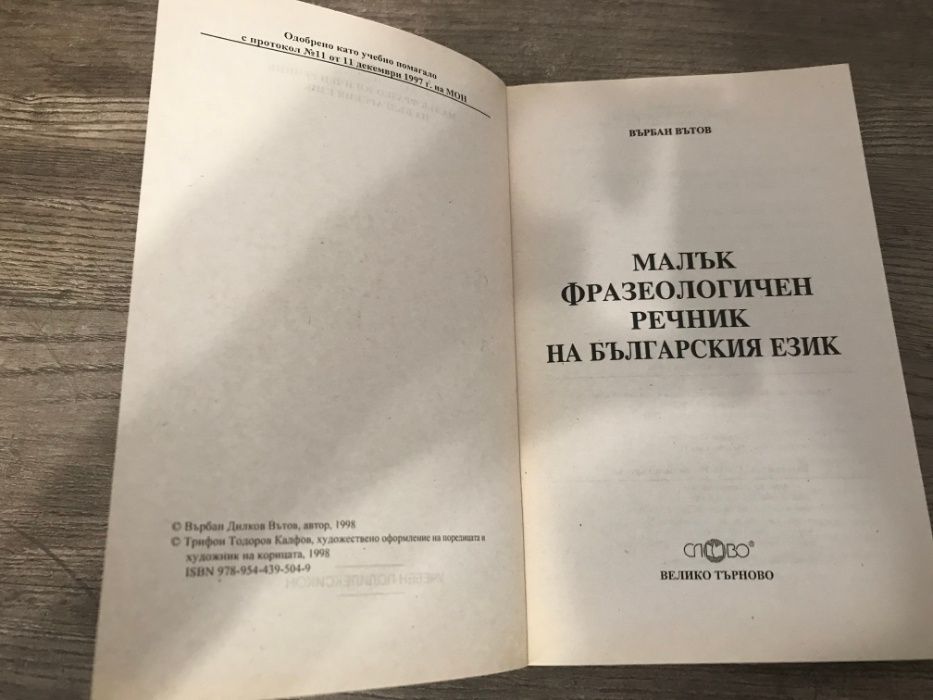 Одобрено като учебно помагало
с протокол №11 от 11 декември 1997 г. на МОН
© Върбан Дилков Вътов, автор, 1998
© Трифон Тодоров Калфов, художествено оформление на поредицата и
художник на корицата, 1998
ISBN 978-954-439-504-9
ВЪРБАН ВЪТОВ
МАЛЪК
ФРАЗЕОЛОГИЧЕН
РЕЧНИК
НА БЪЛГАРСКИЯ ЕЗИК
СЛОВО®
ВЕЛИКО ТЪРНОВО